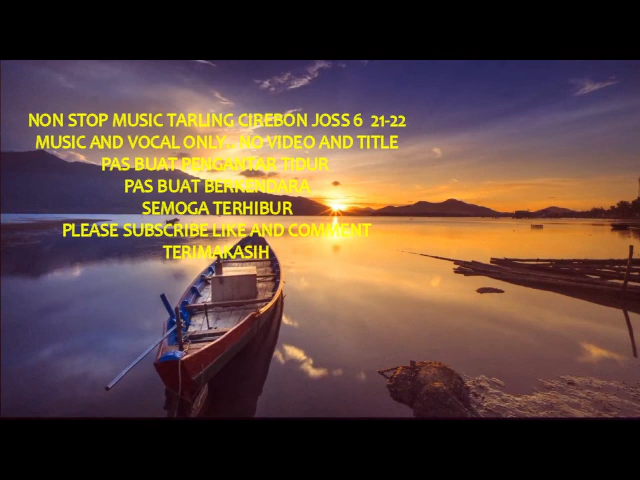 NON STOP MUSIC TARLING CIREBON JOSS 6 21-22
MUSIC AND VOCAL ONLY.. NO VIDEO AND TITLE
PAS BUAT PENGANTAR TIDUR
PAS BUAT BERKENDARA
SEMOGA TERHIBUR
PLEASE SUBSCRIBE LIKE AND COMMENT
TERIMAKASIH